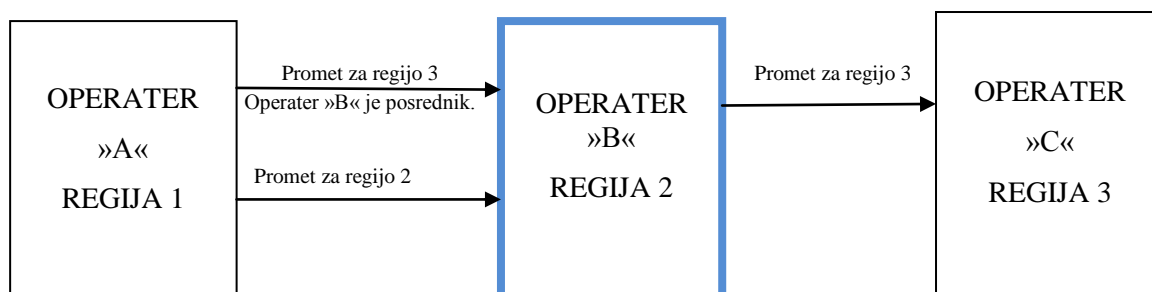 OPERATER
»A«
REGIJA 1
Promet za regijo 3
Operater »B« je posrednik.
Promet za regijo 2
OPERATER
»B«
REGIJA 2
Promet za regijo 3
OPERATER
»C«
REGIJA 3